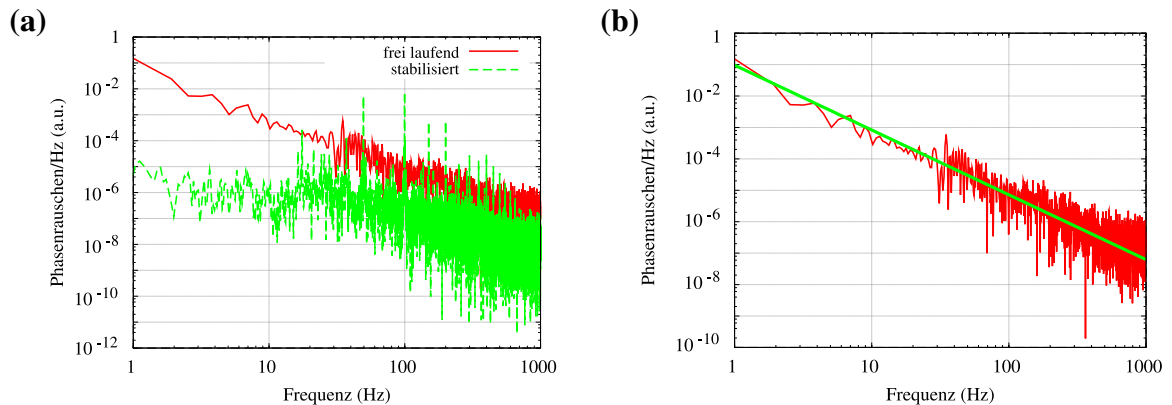 (a)
Phasenrauschen/Hz (a.u.)
1
10⁻²
10⁻⁴
10⁻⁶
10⁻⁸
10⁻¹⁰
10⁻¹²
frei laufend
stabilisiert
1 10 100 1000
Frequenz (Hz)
(b)
Phasenrauschen/Hz (a.u.)
1
10⁻²
10⁻⁴
10⁻⁶
10⁻⁸
10⁻¹⁰
1 10 100 1000
Frequenz (Hz)